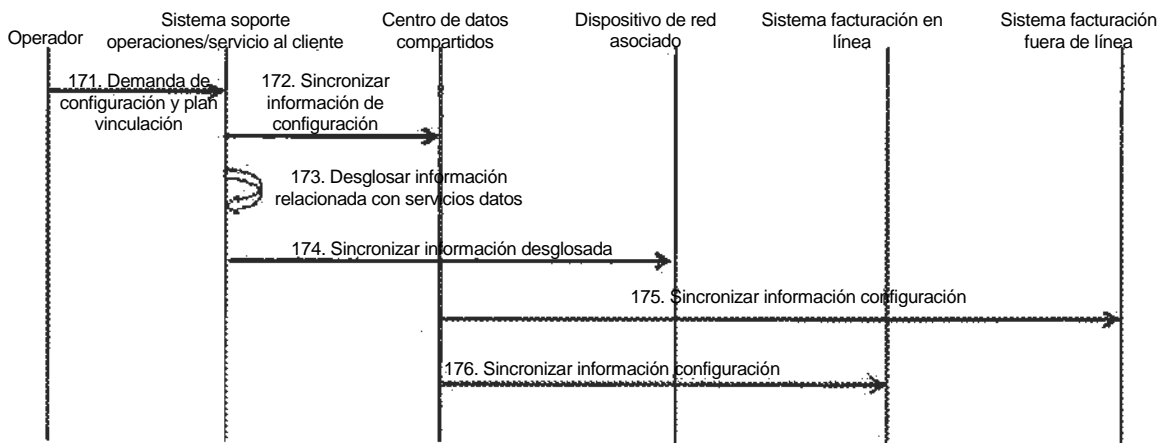 Operador
Sistema soporte
operaciones/servicio al cliente
Centro de datos
compartidos
Dispositivo de red
asociado
Sistema facturación en
línea
Sistema facturación
fuera de línea
171. Demanda de
configuración y plan
vinculación
172. Sincronizar
información de
configuración
173. Desglosar información
relacionada con servicios datos
174. Sincronizar información desglosada
175. Sincronizar información configuración
176. Sincronizar información configuración